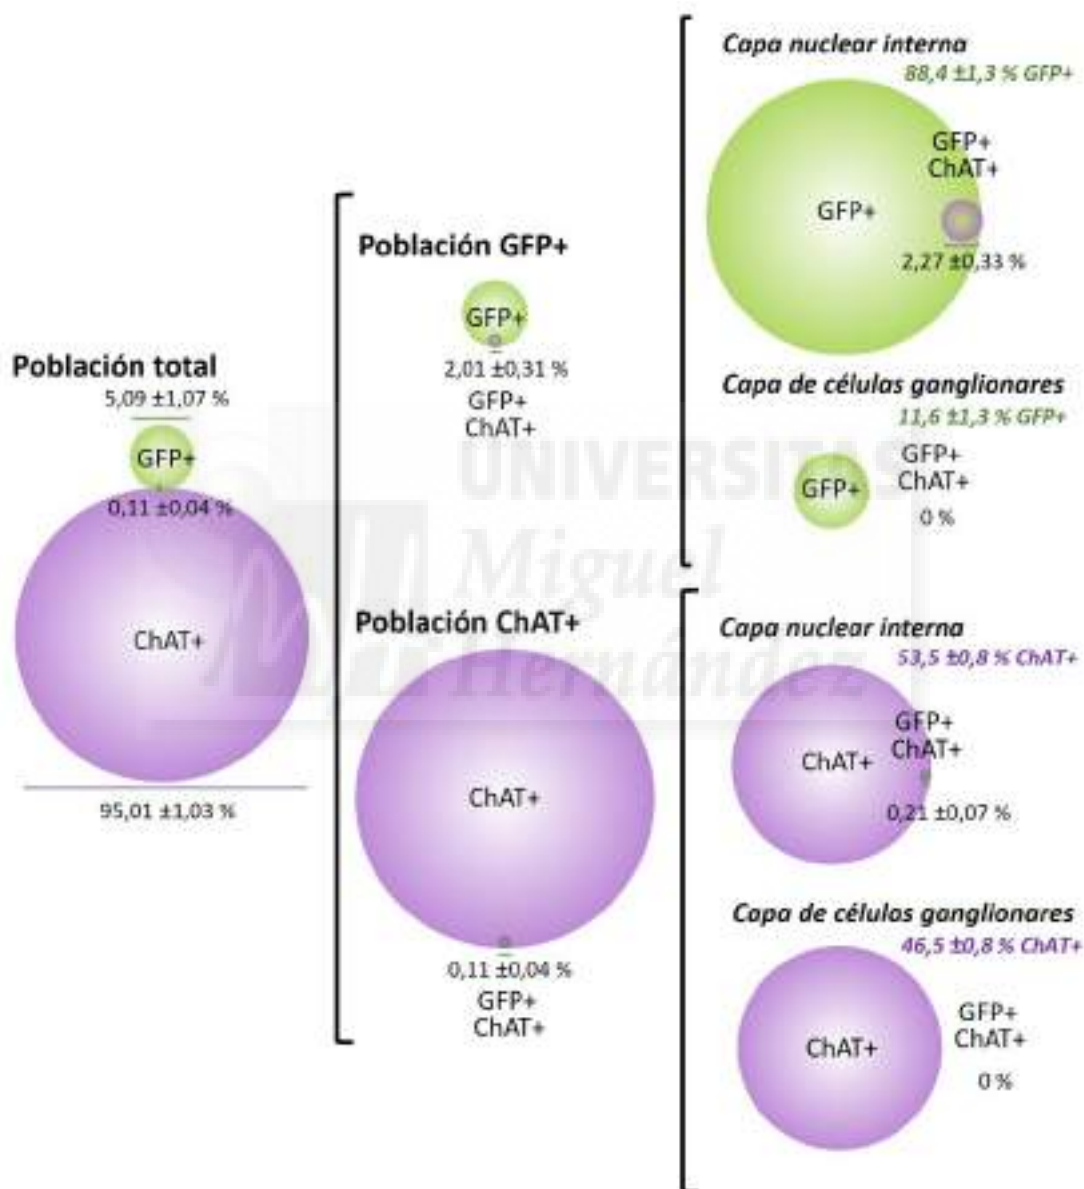 Población total
5,09 ±1,07 %
GFP+
0,11 ±0,04 %
ChAT+
95,01 ±1,03 %
Población GFP+
GFP+
2,01 ±0,31 %
GFP+
ChAT+
Población ChAT+
ChAT+
0,11 ±0,04 %
GFP+
ChAT+
Capa nuclear interna
88,4 ±1,3 % GFP+
GFP+
ChAT+
GFP+
2,27 ±0,33 %
Capa de células ganglionares
11,6 ±1,3 % GFP+
GFP+
ChAT+
GFP+
0 %
Capa nuclear interna
53,5 ±0,8 % ChAT+
GFP+
ChAT+
ChAT+
0,21 ±0,07 %
Capa de células ganglionares
46,5 ±0,8 % ChAT+
GFP+
ChAT+
ChAT+
0 %
UNIVERSITAS
Miguel
Hernández